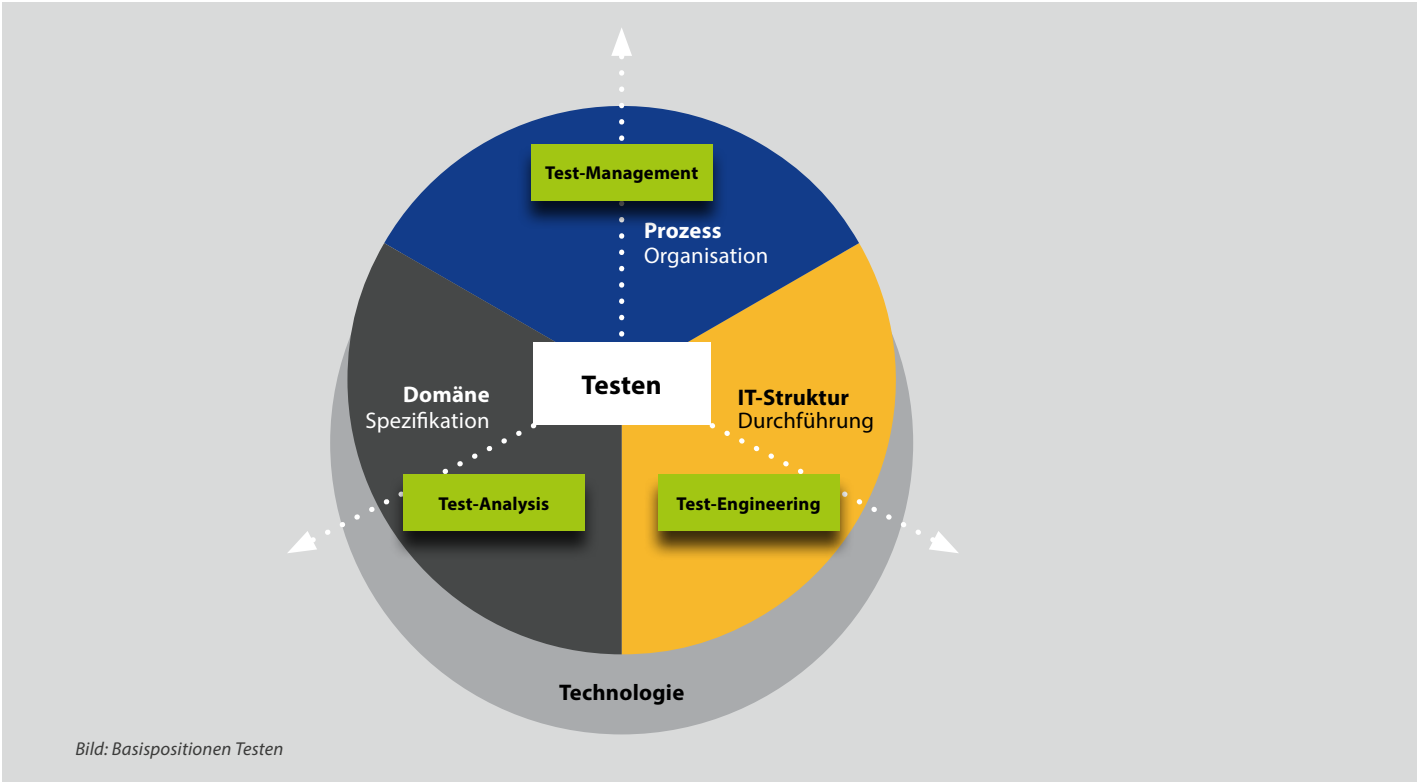 Test-Management
Prozess
Organisation
Domäne
Spezifikation
Testen
IT-Struktur
Durchführung
Test-Analysis
Test-Engineering
Technologie
Bild: Basispositionen Testen